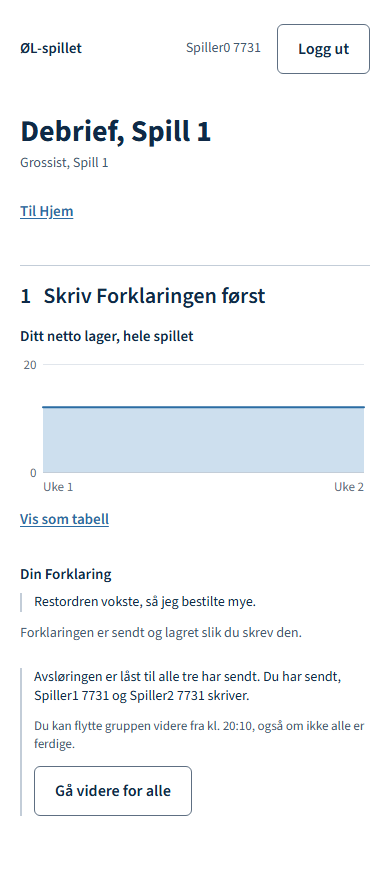 ØL-spillet
Spiller0 7731
Logg ut
Debrief, Spill 1
Grossist, Spill 1
Til Hjem
1 Skriv Forklaringen først
Ditt netto lager, hele spillet
20
0
Uke 1
Uke 2
Vis som tabell
Din Forklaring
Restordren vokste, så jeg bestilte mye.
Forklaringen er sendt og lagret slik du skrev den.
Avsløringen er låst til alle tre har sendt. Du har sendt,
Spiller1 7731 og Spiller2 7731 skriver.
Du kan flytte gruppen videre fra kl. 20:10, også om ikke alle er
ferdige.
Gå videre for alle